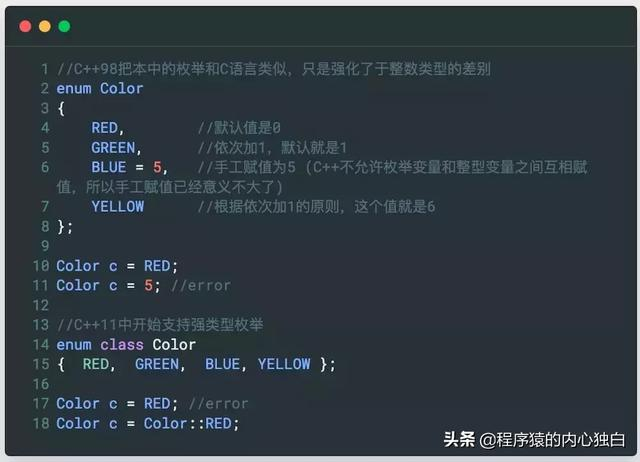 1 //C++98把本中的枚举和C语言类似，只是强化了于整数类型的差别
2 enum Color
3 {
4 RED, //默认值是0
5 GREEN, //依次加1，默认就是1
6 BLUE = 5, //手工赋值为5 (C++不允许枚举变量和整型变量之间互相赋
值，所以手工赋值已经意义不大了)
7 YELLOW //根据依次加1的原则，这个值就是6
8 };
9
10 Color c = RED;
11 Color c = 5; //error
12
13 //C++11中开始支持强类型枚举
14 enum class Color
15 { RED, GREEN, BLUE, YELLOW };
16
17 Color c = RED; //error
18 Color c = Color::RED;
头条 @程序猿的内心独白